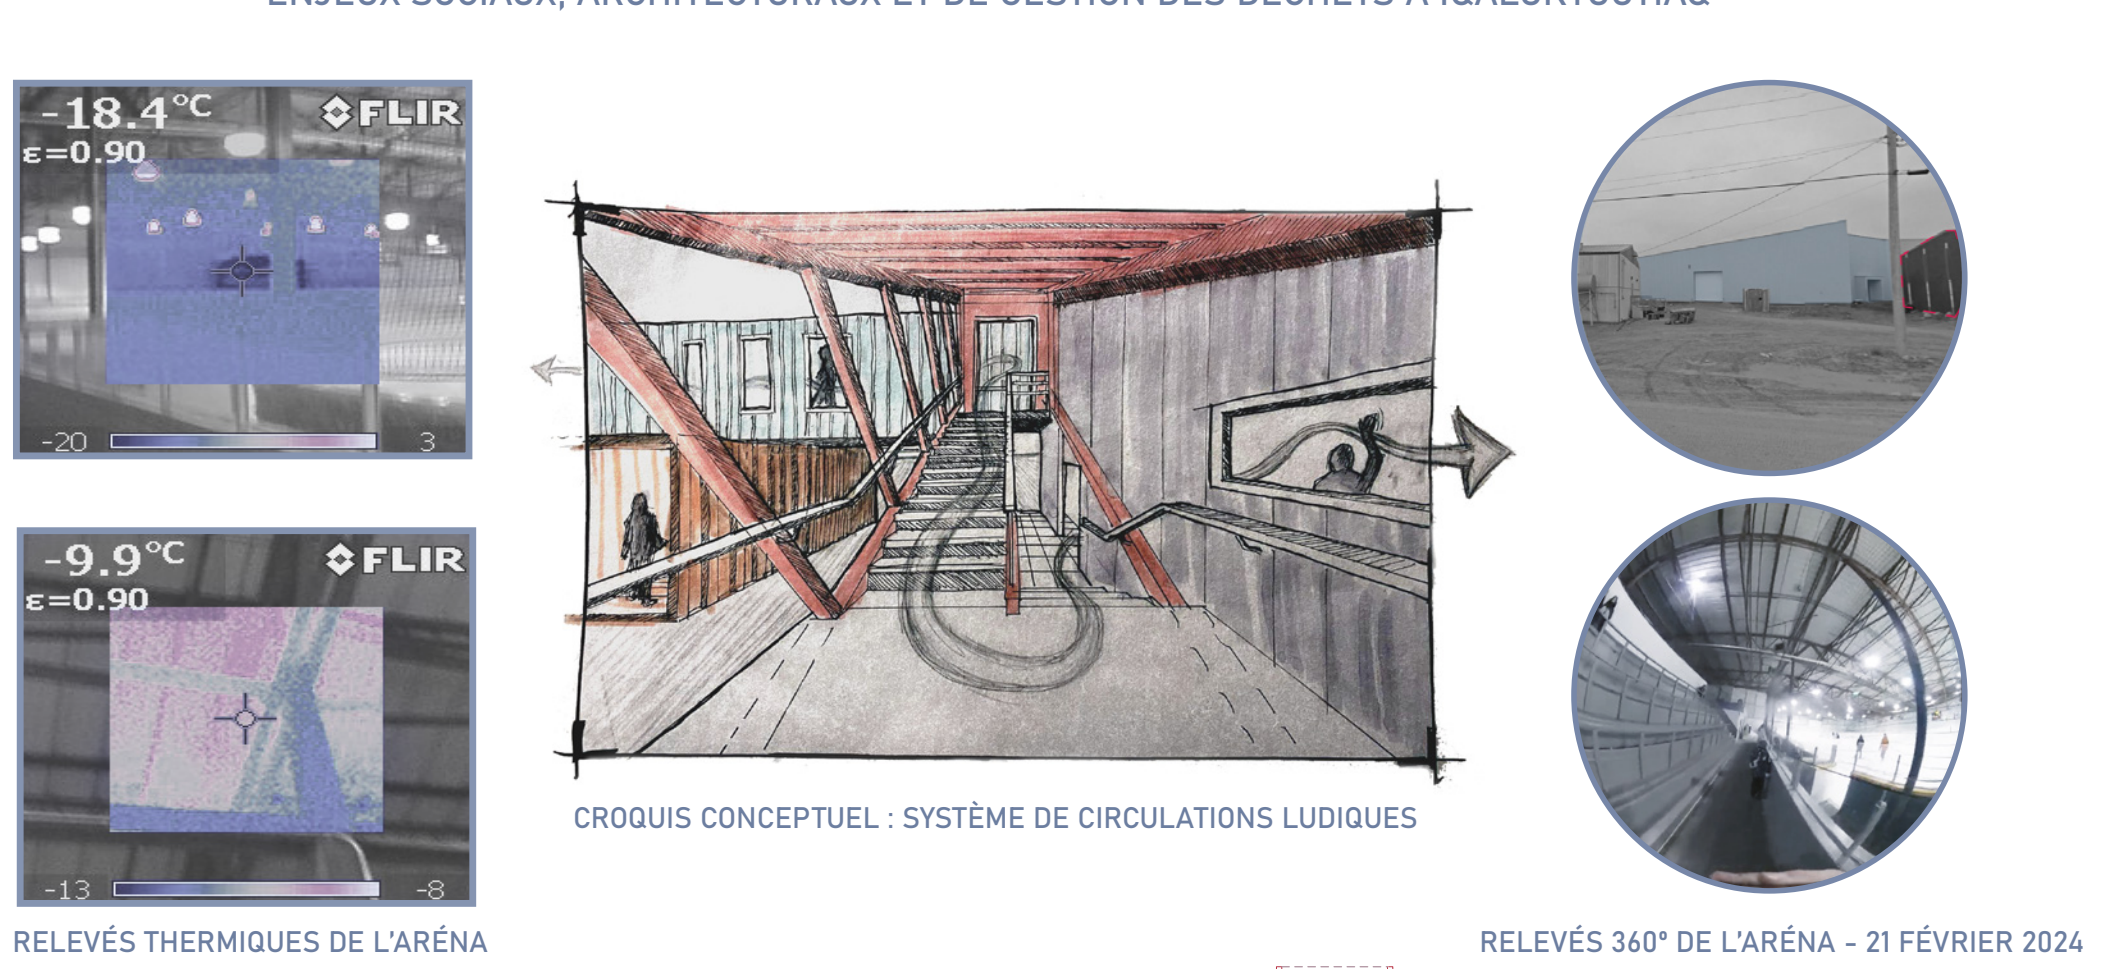 -18.4°C
FLIR
ε=0.90
-20
3
-9.9°C
FLIR
ε=0.90
-13
-8
CROQUIS CONCEPTUEL : SYSTÈME DE CIRCULATIONS LUDIQUES
RELEVÉS THERMIQUES DE L'ARÉNA
RELEVÉS 360° DE L'ARÉNA - 21 FÉVRIER 2024